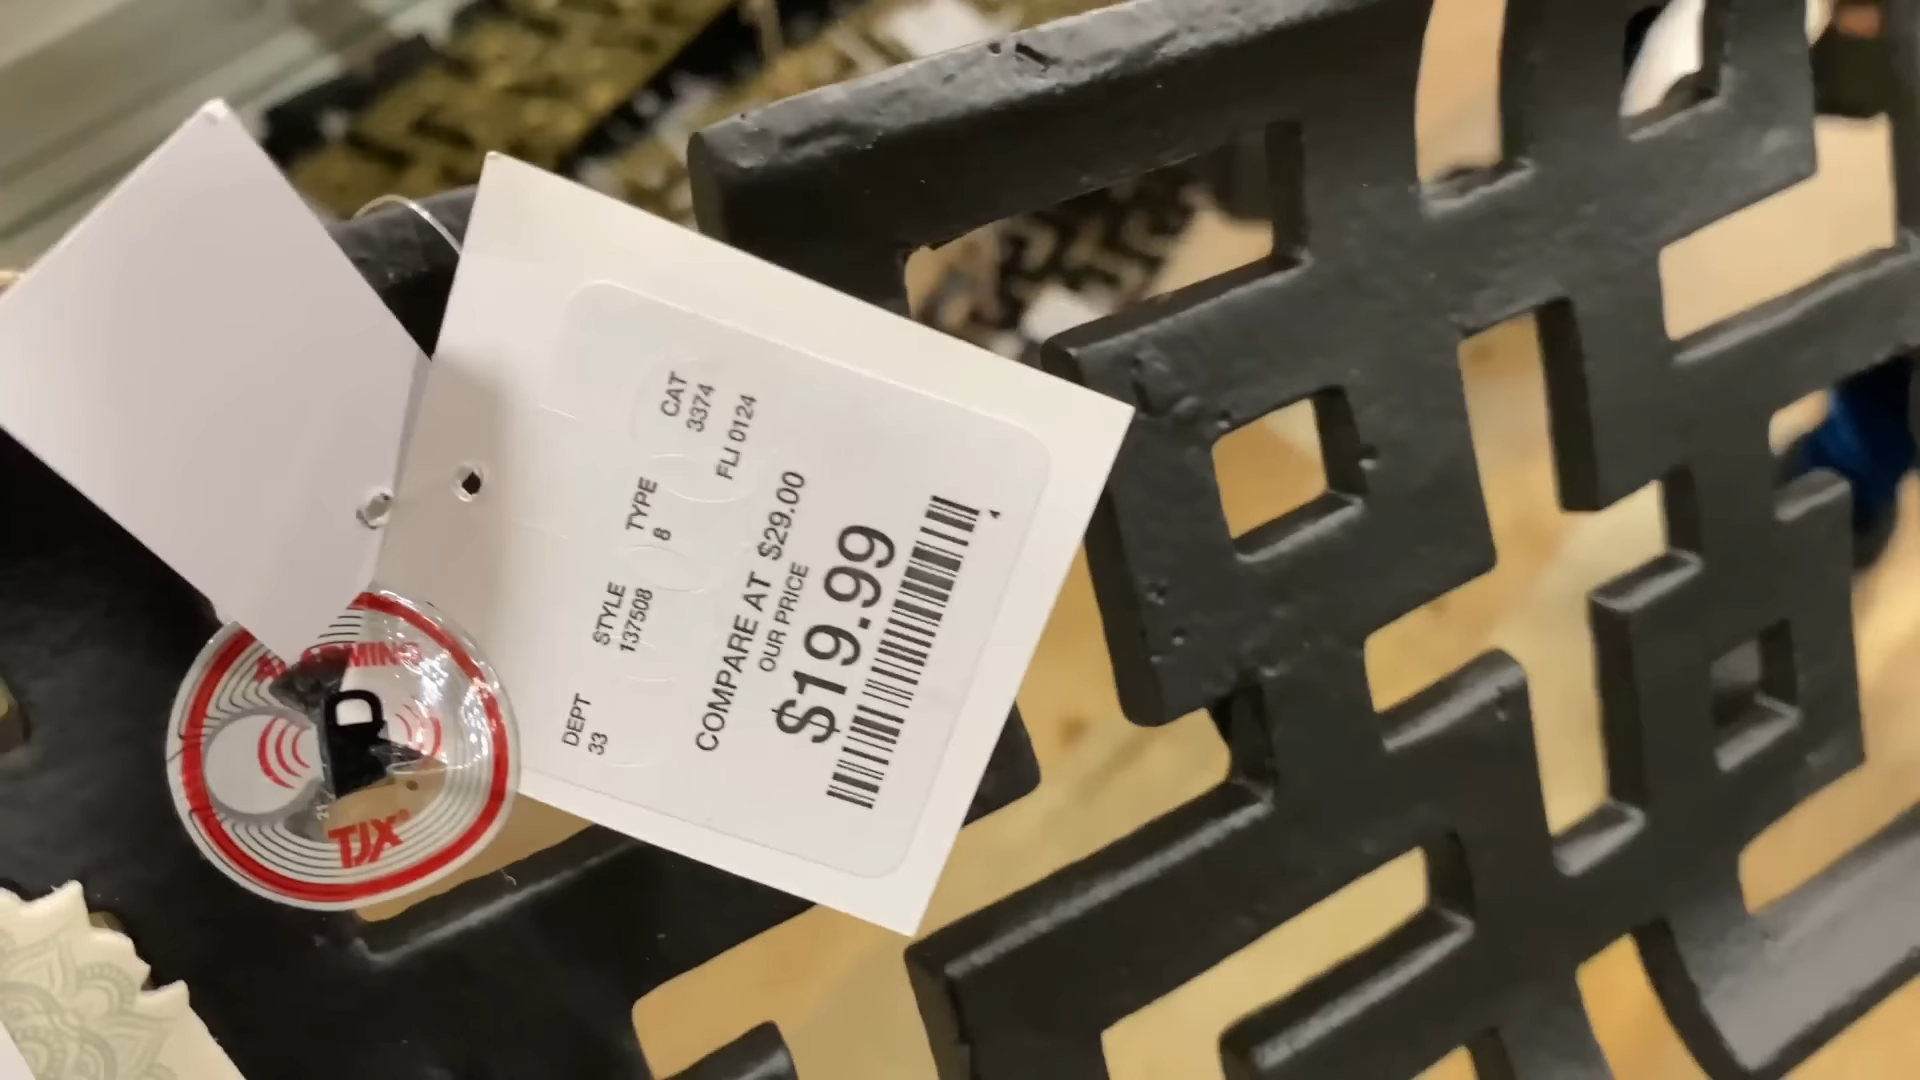 DEPT STYLE TYPE CAT
33 137508 8 3374
FLI 0124
COMPARE AT $29.00
OUR PRICE
$19.99
TJX